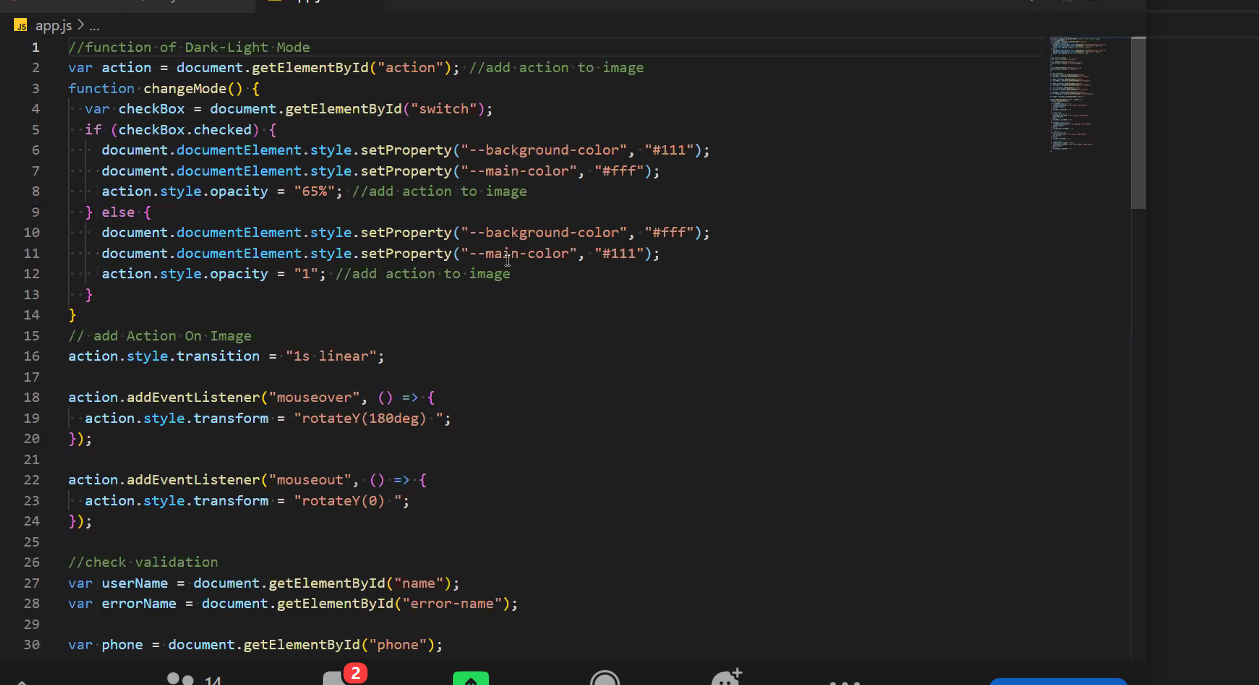 JS app.js > ...
1 //function of Dark-Light Mode
2 var action = document.getElementById("action"); //add action to image
3 function changeMode() {
4   var checkBox = document.getElementById("switch");
5   if (checkBox.checked) {
6     document.documentElement.style.setProperty("--background-color", "#111");
7     document.documentElement.style.setProperty("--main-color", "#fff");
8     action.style.opacity = "65%"; //add action to image
9   } else {
10     document.documentElement.style.setProperty("--background-color", "#fff");
11     document.documentElement.style.setProperty("--main-color", "#111");
12     action.style.opacity = "1"; //add action to image
13   }
14 }
15 // add Action On Image
16 action.style.transition = "1s linear";
17
18 action.addEventListener("mouseover", () => {
19   action.style.transform = "rotateY(180deg) ";
20 });
21
22 action.addEventListener("mouseout", () => {
23   action.style.transform = "rotateY(0) ";
24 });
25
26 //check validation
27 var userName = document.getElementById("name");
28 var errorName = document.getElementById("error-name");
29
30 var phone = document.getElementById("phone");
14
2